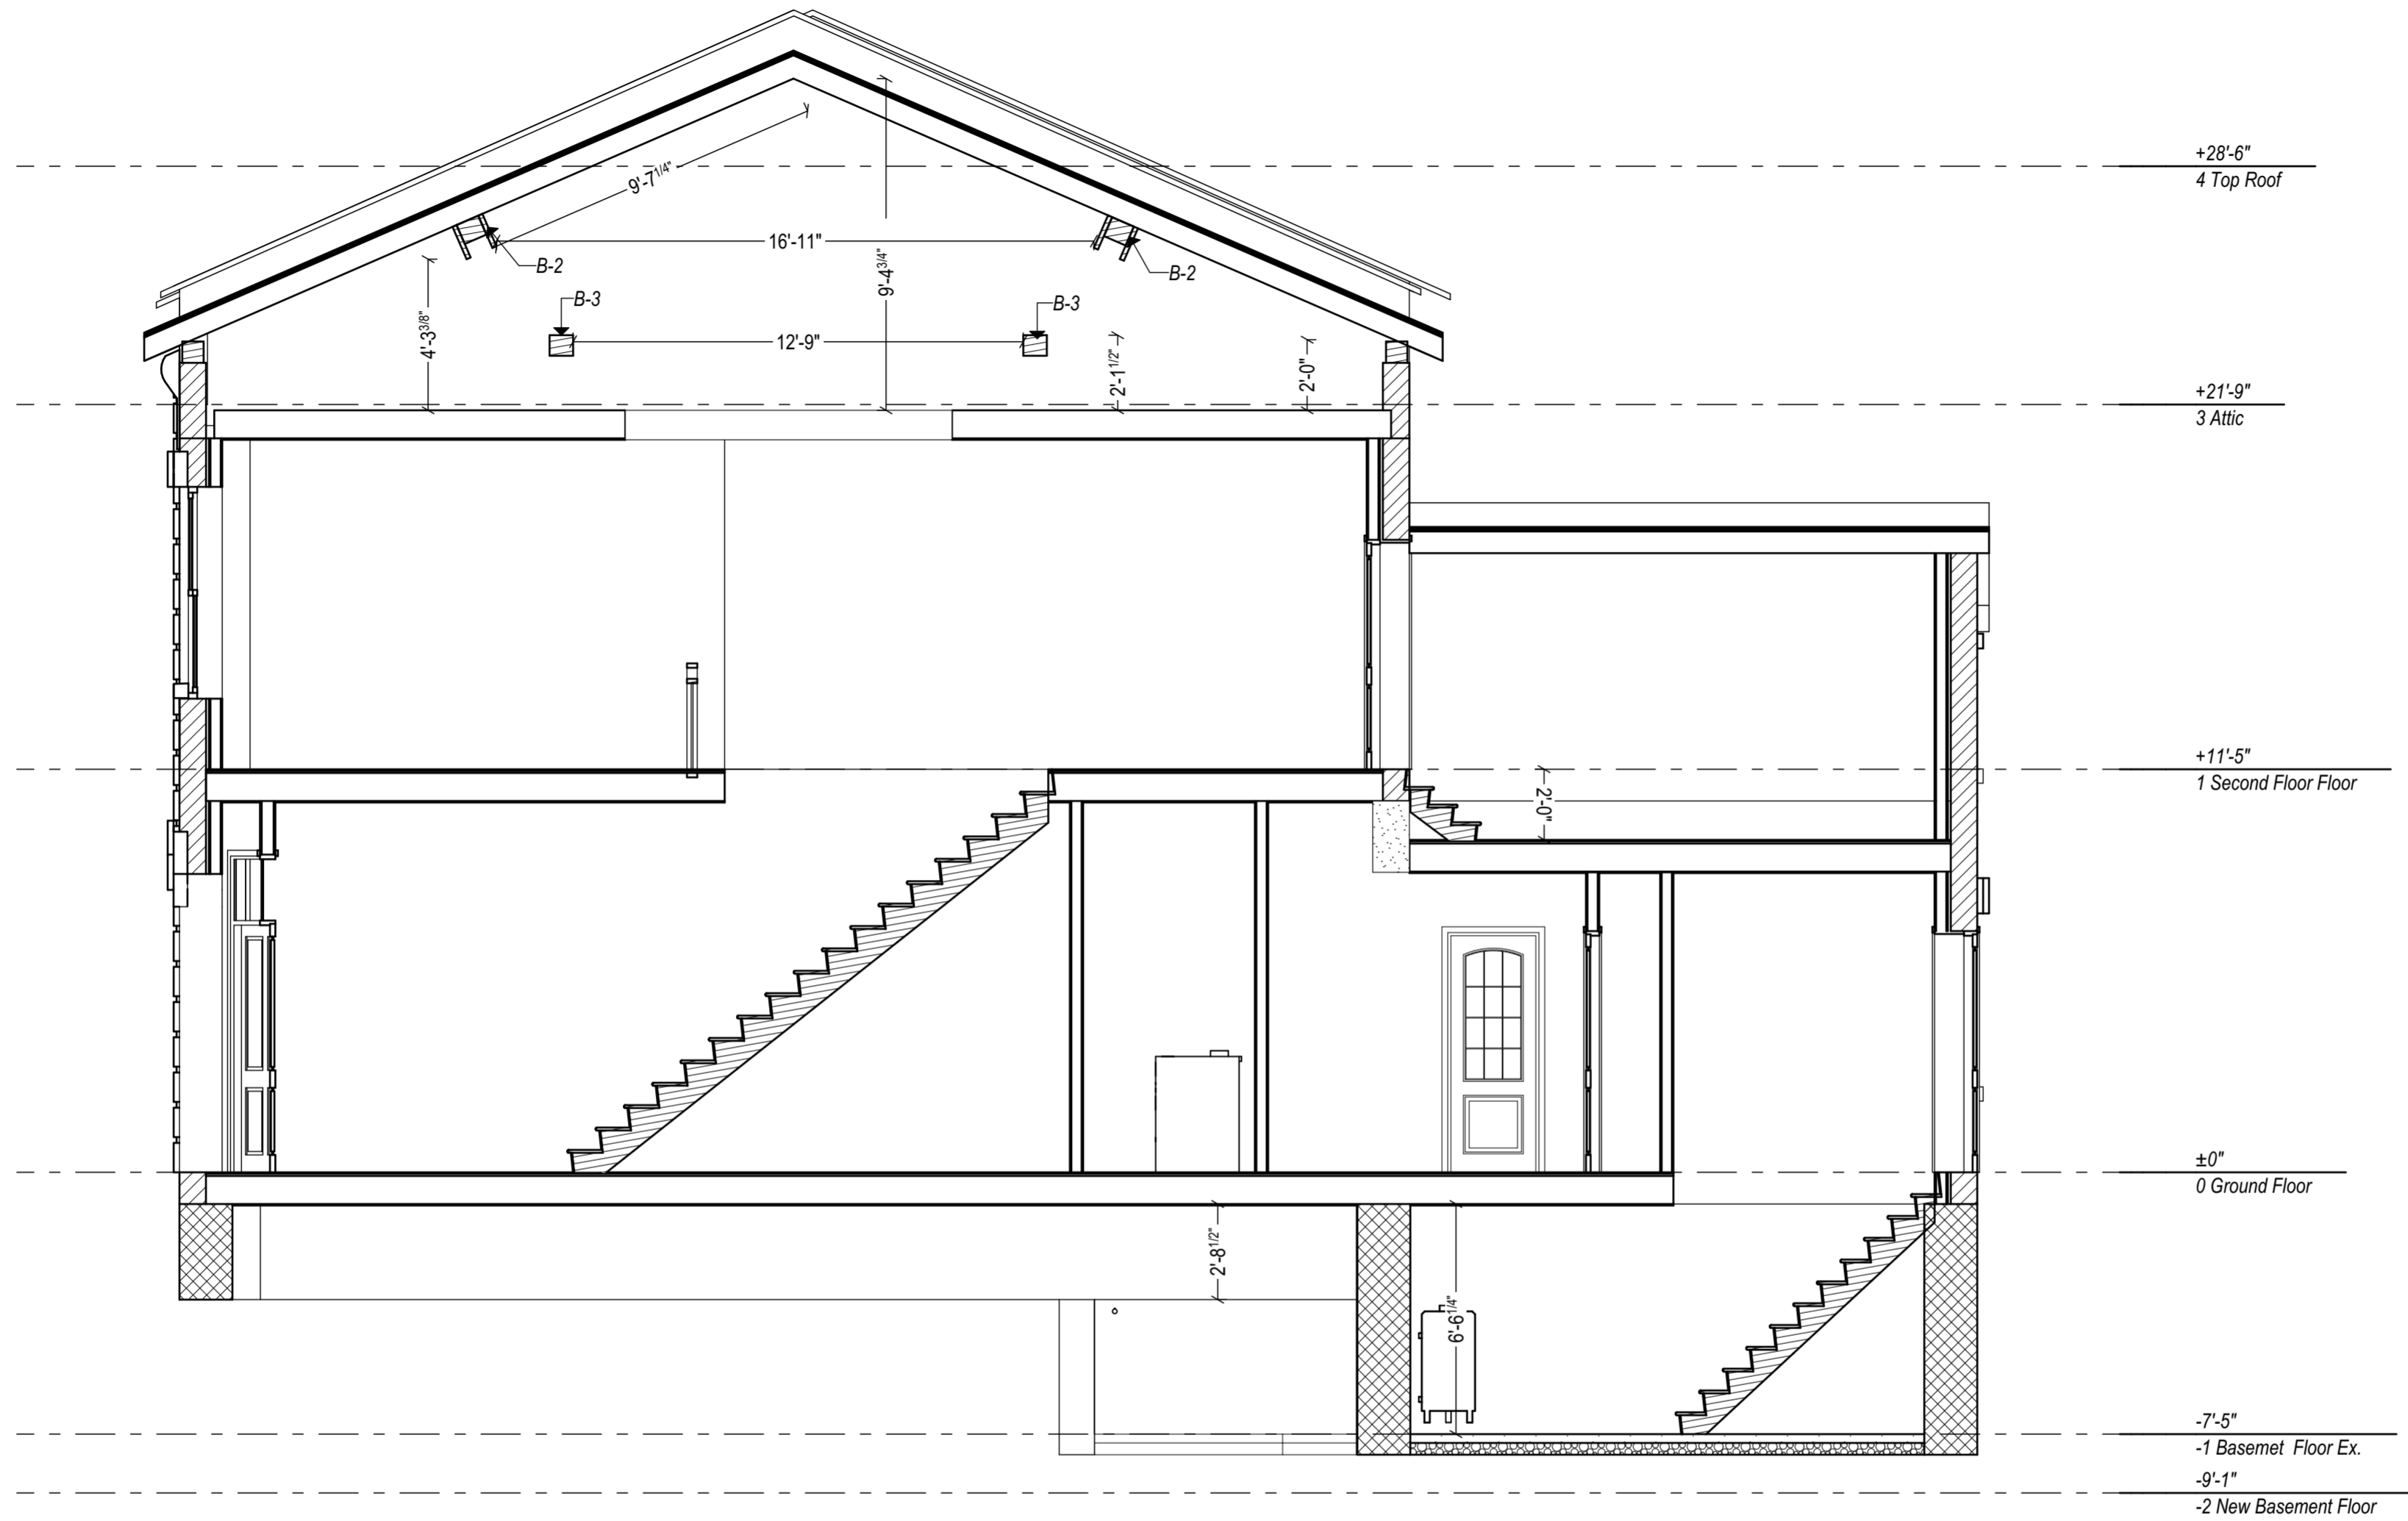 +28'-6"
4 Top Roof
9'-7 1/4"
16'-11"
B-2
B-2
9'-4 3/4"
B-3
B-3
4'-3 3/8"
12'-9"
2'-1 1/2"
2'-0"
+21'-9"
3 Attic
+11'-5"
1 Second Floor Floor
2'-0"
±0"
0 Ground Floor
2'-8 1/2"
6'-6 1/4"
-7'-5"
-1 Basemet Floor Ex.
-9'-1"
-2 New Basement Floor